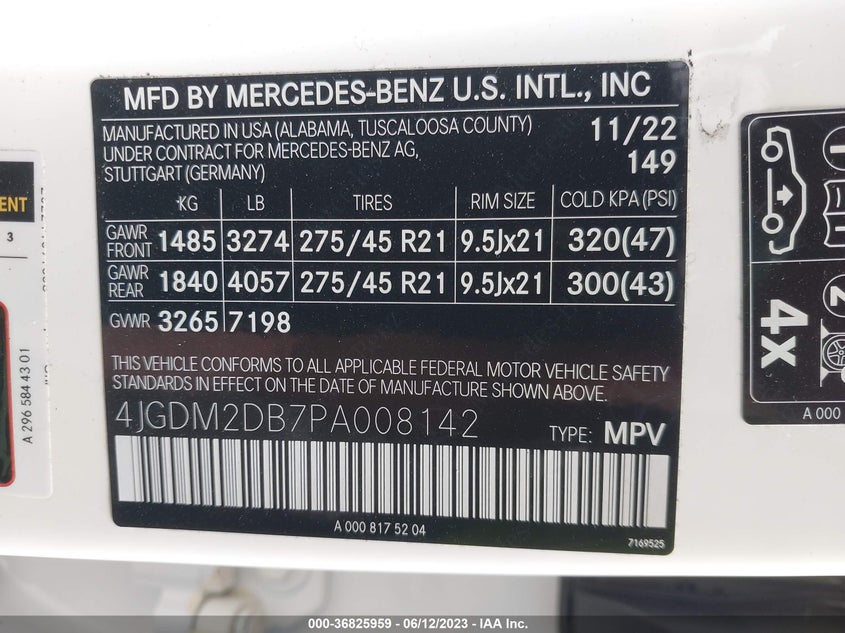 MFD BY MERCEDES-BENZ U.S. INTL., INC
MANUFACTURED IN USA (ALABAMA, TUSCALOOSA COUNTY) 11/22
UNDER CONTRACT FOR MERCEDES-BENZ AG, 149
STUTTGART (GERMANY)
KG LB TIRES RIM SIZE COLD KPA (PSI)
GAWR FRONT 1485 3274 275/45 R21 9.5Jx21 320(47)
GAWR REAR 1840 4057 275/45 R21 9.5Jx21 300(43)
GVWR 3265 7198
THIS VEHICLE CONFORMS TO ALL APPLICABLE FEDERAL MOTOR VEHICLE SAFETY
STANDARDS IN EFFECT ON THE DATE OF MANUFACTURE SHOWN ABOVE.
4JGDM2DB7PA008142 TYPE: MPV
A 000 817 52 04
7169525
ENT
3
A 296 584 43 01
1
2
4x
A 000
000-36825959 - 06/12/2023 - IAA, Inc.